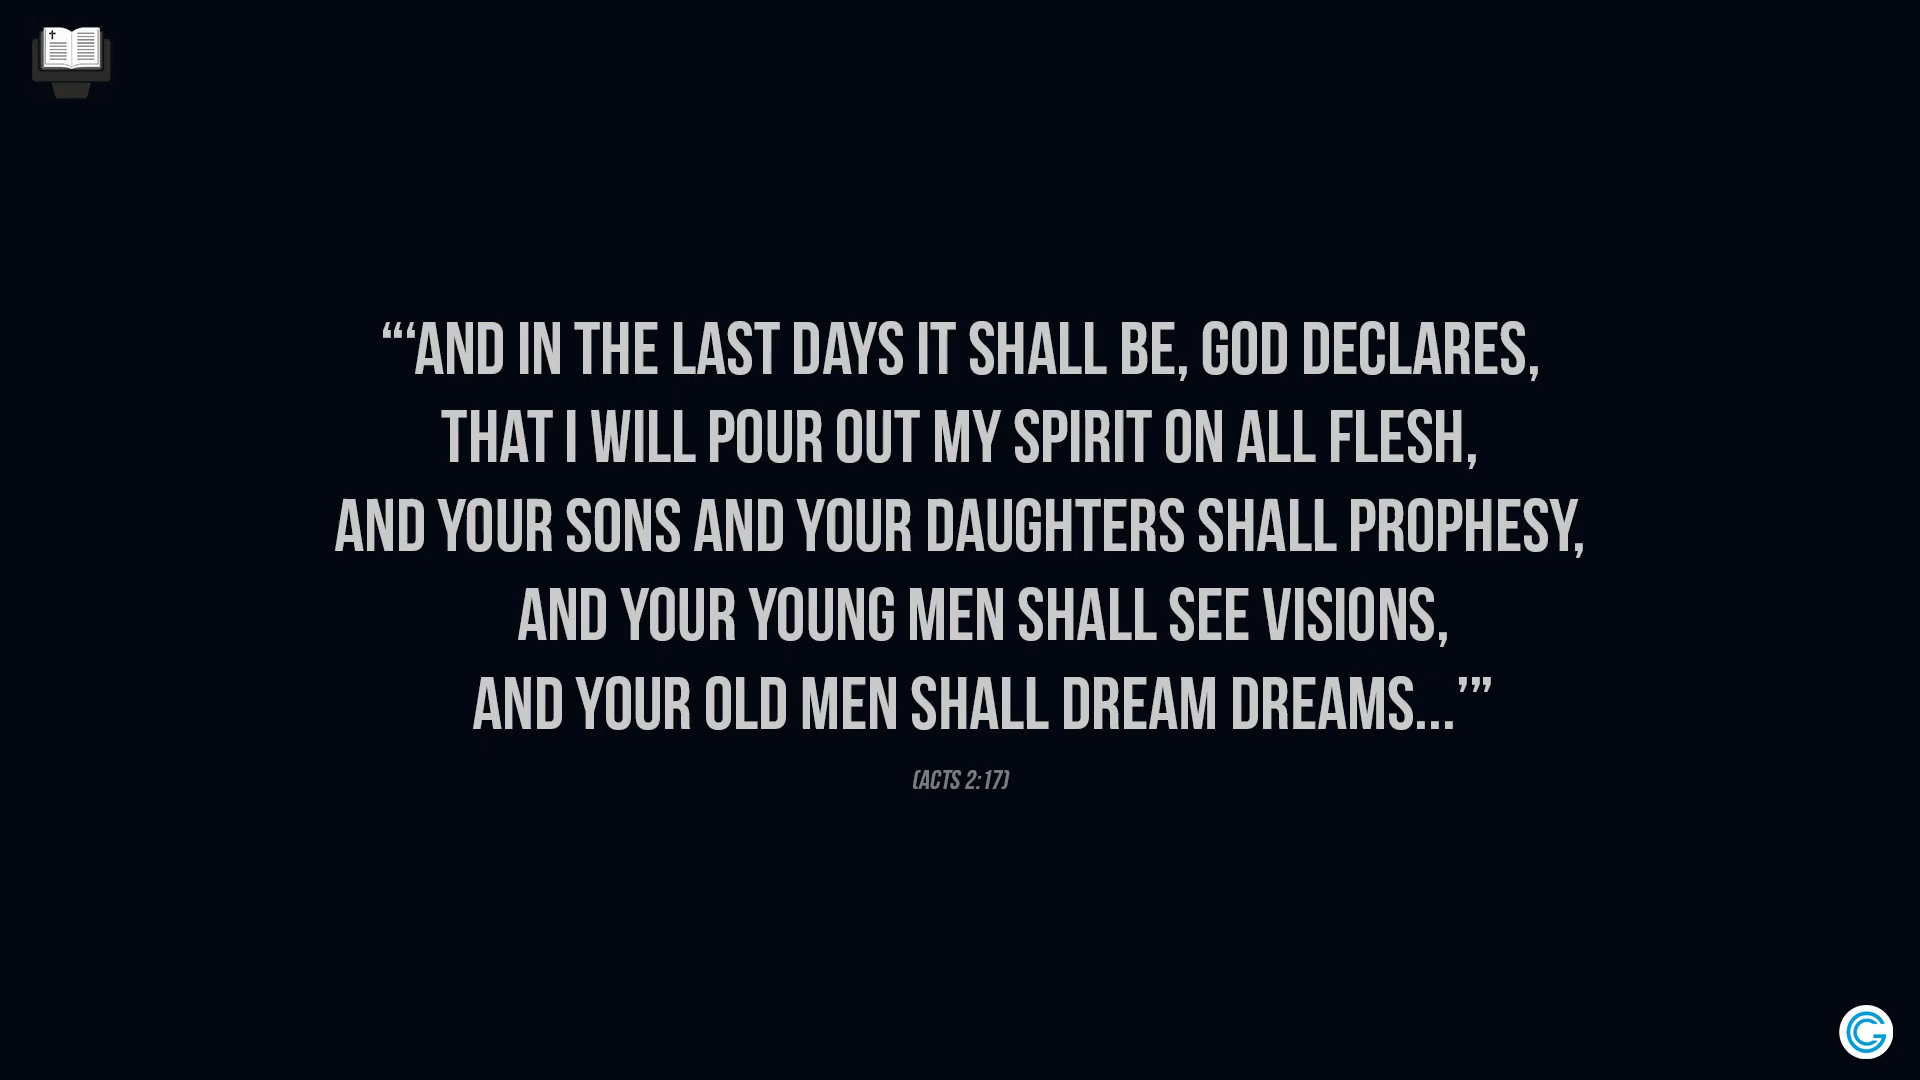 “‘AND IN THE LAST DAYS IT SHALL BE, GOD DECLARES,
THAT I WILL POUR OUT MY SPIRIT ON ALL FLESH,
AND YOUR SONS AND YOUR DAUGHTERS SHALL PROPHESY,
AND YOUR YOUNG MEN SHALL SEE VISIONS,
AND YOUR OLD MEN SHALL DREAM DREAMS...’”
(ACTS 2:17)